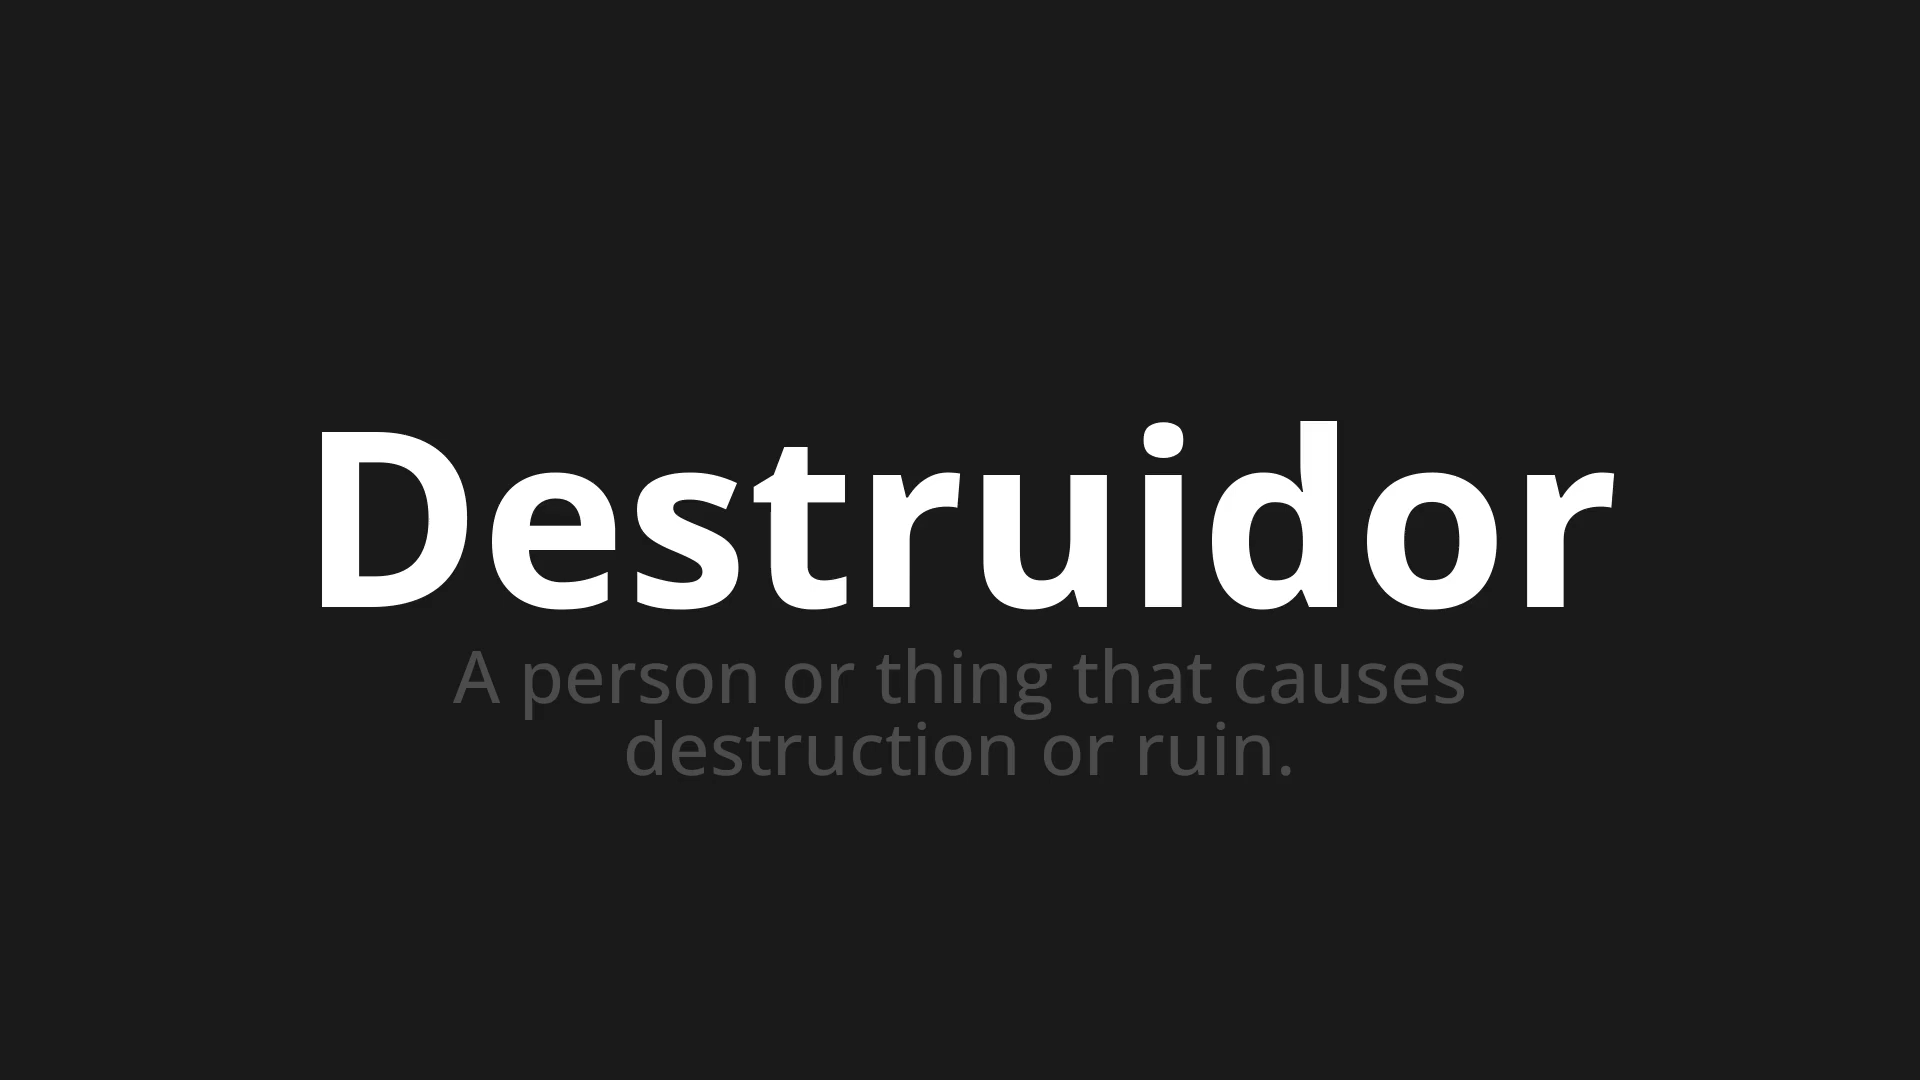 Destruidor
A person or thing that causes
destruction or ruin.